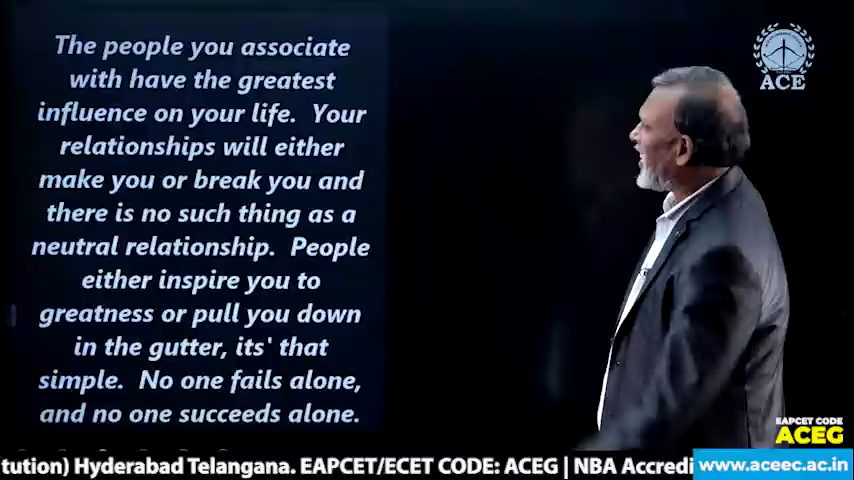 The people you associate
with have the greatest
influence on your life.  Your
relationships will either
make you or break you and
there is no such thing as a
neutral relationship.  People
either inspire you to
greatness or pull you down
in the gutter, its' that
simple.  No one fails alone,
and no one succeeds alone.
ACE
EAPCET CODE
ACEG
tution) Hyderabad Telangana. EAPCET/ECET CODE: ACEG | NBA Accredi
www.aceec.ac.in